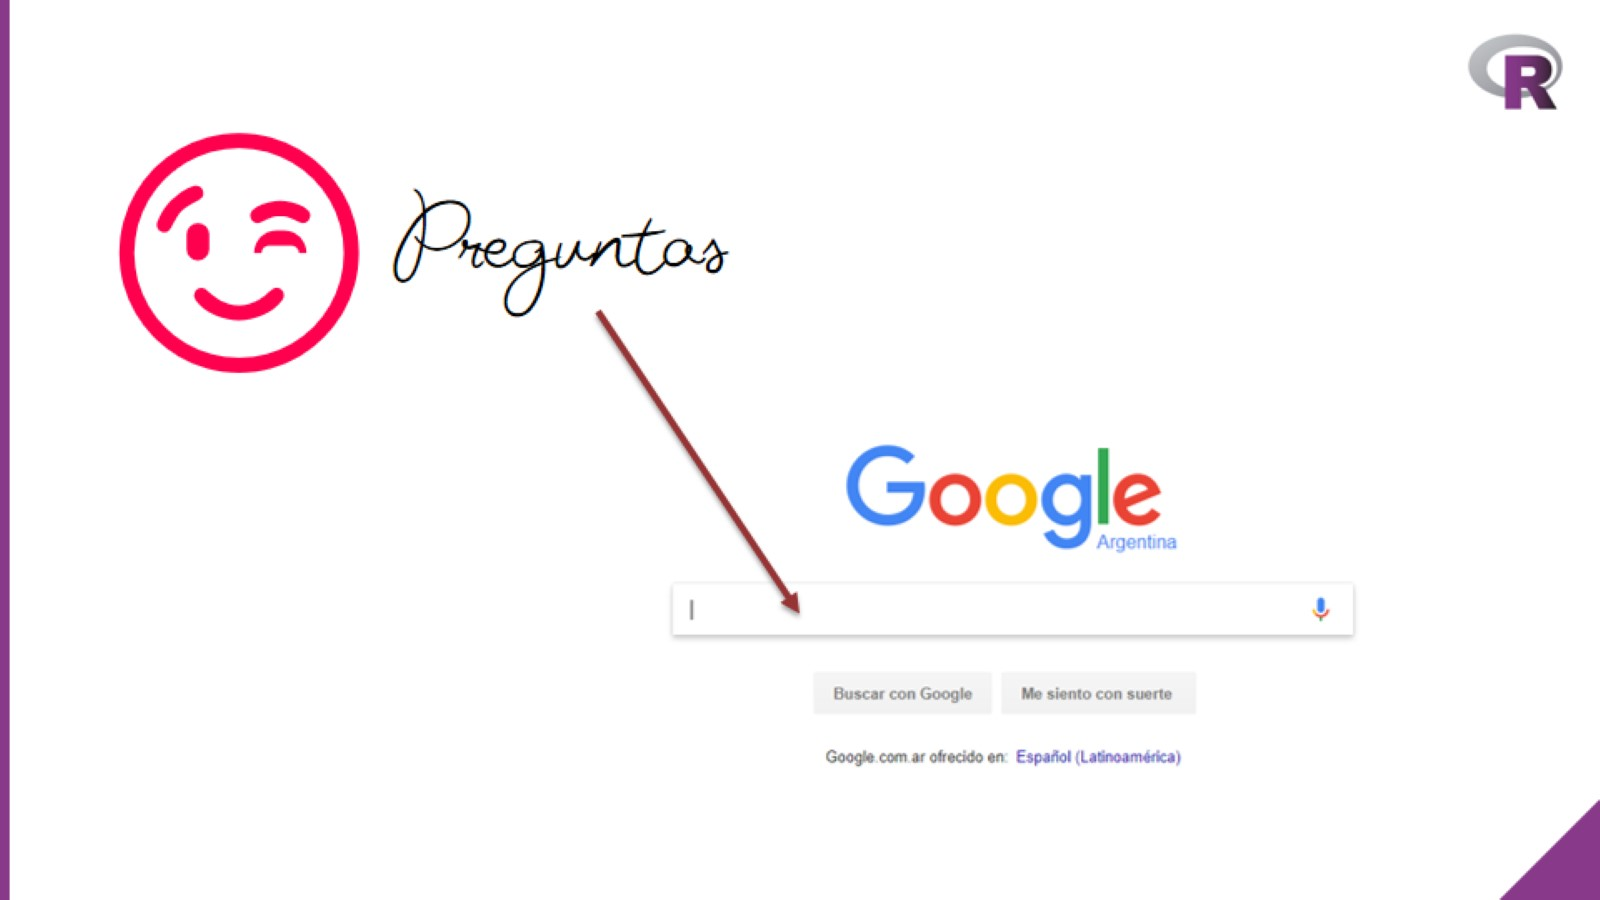 R
Preguntas
Google
Argentina
Buscar con Google
Me siento con suerte
Google.com.ar ofrecido en: Español (Latinoamérica)